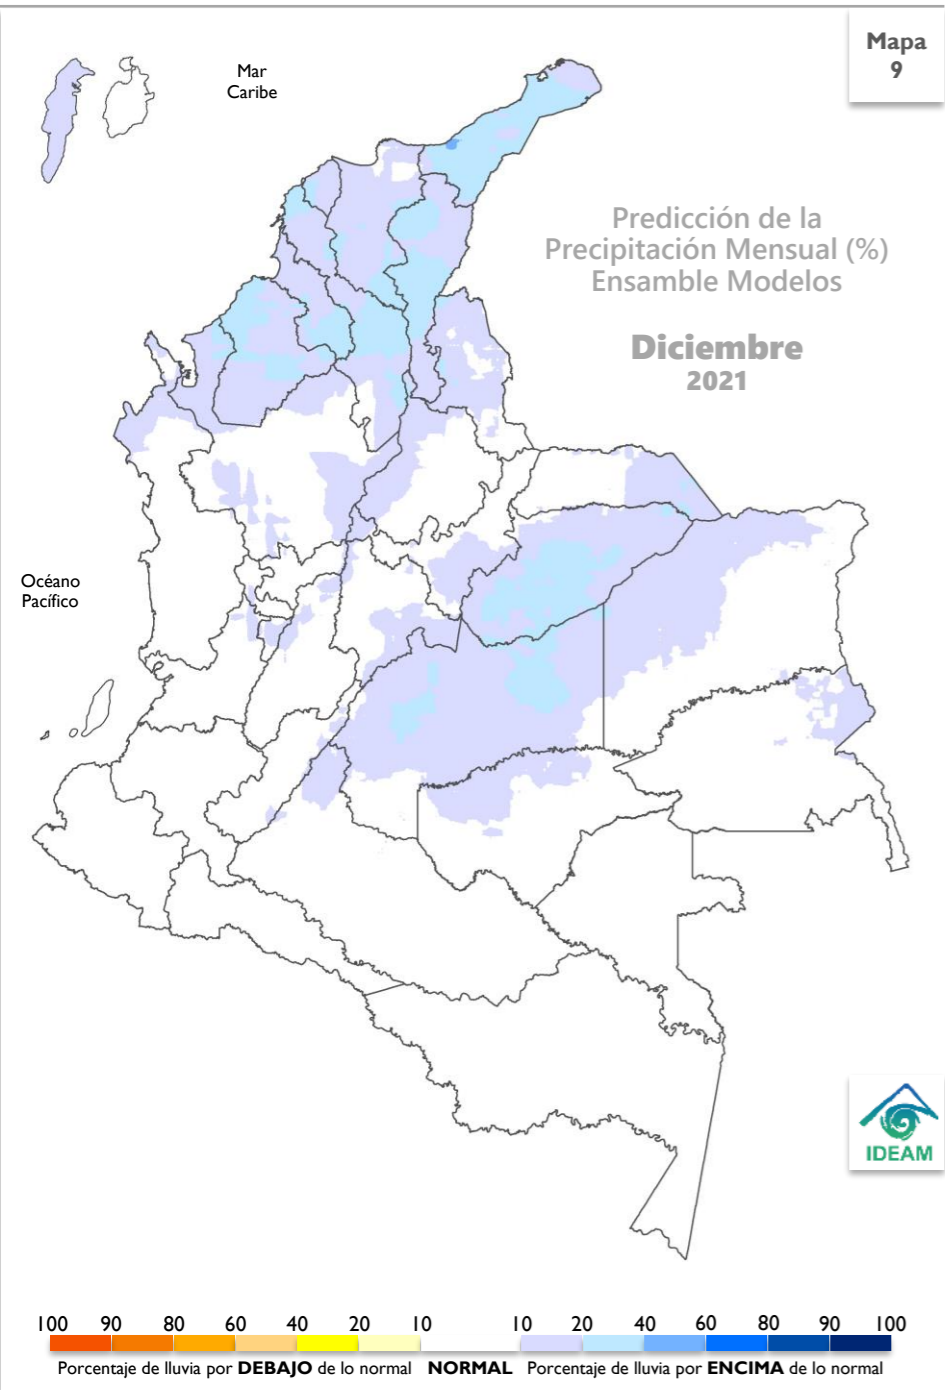 Mapa
9
Mar
Caribe
Predicción de la
Precipitación Mensual (%)
Ensamble Modelos
Diciembre
2021
Océano
Pacífico
IDEAM
100 90 80 60 40 20 10 10 20 40 60 80 90 100
Porcentaje de lluvia por DEBAJO de lo normal NORMAL Porcentaje de lluvia por ENCIMA de lo normal